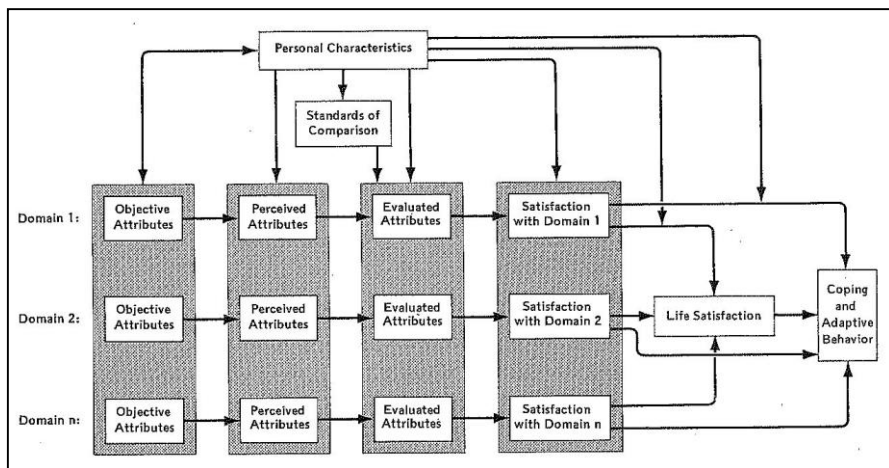 Personal Characteristics
Standards of
Comparison
Domain 1:
Objective
Attributes
Perceived
Attributes
Evaluated
Attributes
Satisfaction
with Domain 1
Domain 2:
Objective
Attributes
Perceived
Attributes
Evaluated
Attributes
Satisfaction
with Domain 2
Life Satisfaction
Coping
and
Adaptive
Behavior
Domain n:
Objective
Attributes
Perceived
Attributes
Evaluated
Attributes
Satisfaction
with Domain n